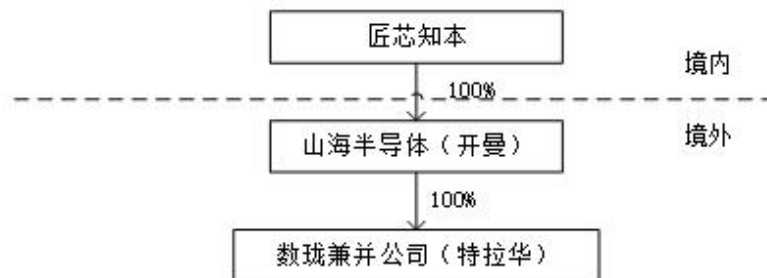 匠芯知本
境内
100%
境外
山海半导体（开曼）
100%
数珑兼并公司（特拉华）